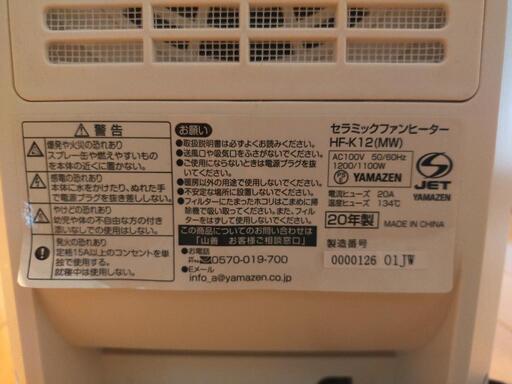 警告
爆発や火災の恐れあり
スプレー缶や燃えやすいもの
を本体の近くに置かない。
感電の恐れあり
本体に水をかけたり、ぬれた手
で電源プラグを抜き差ししない。
やけどの恐れあり
幼児や体の不自由な方の付き
添いなしでの使用はしない。
発火の恐れあり
定格15A以上のコンセントを単
独で使用する。
就寝中は使用しない。
お願い
●取扱説明書は必ずよくお読みください。
●送風口や吸気口をふさがないでください。
●ご使用にならないときは電源プラグを抜
いてください。
●暖房以外の用途で使用しないでください。
●不安定な場所に設置しないでください。
●フィルターにたまったホコリはこまめに掃
除機で吸い取ってください。また、フィル
ターをはずして使用しないでください。
この商品についてのお問い合わせは
「山善 お客様ご相談窓口」
●お電話
0570-019-700
●Eメール
info_a@yamazen.co.jp
セラミックファンヒーター
HF-K12(MW)
AC100V 50/60Hz
1200/1100W
PS E YAMAZEN
S
JET
YAMAZEN
電流ヒューズ 20A
温度ヒューズ 134℃
20年製 MADE IN CHINA
製造番号
0000126 01JW